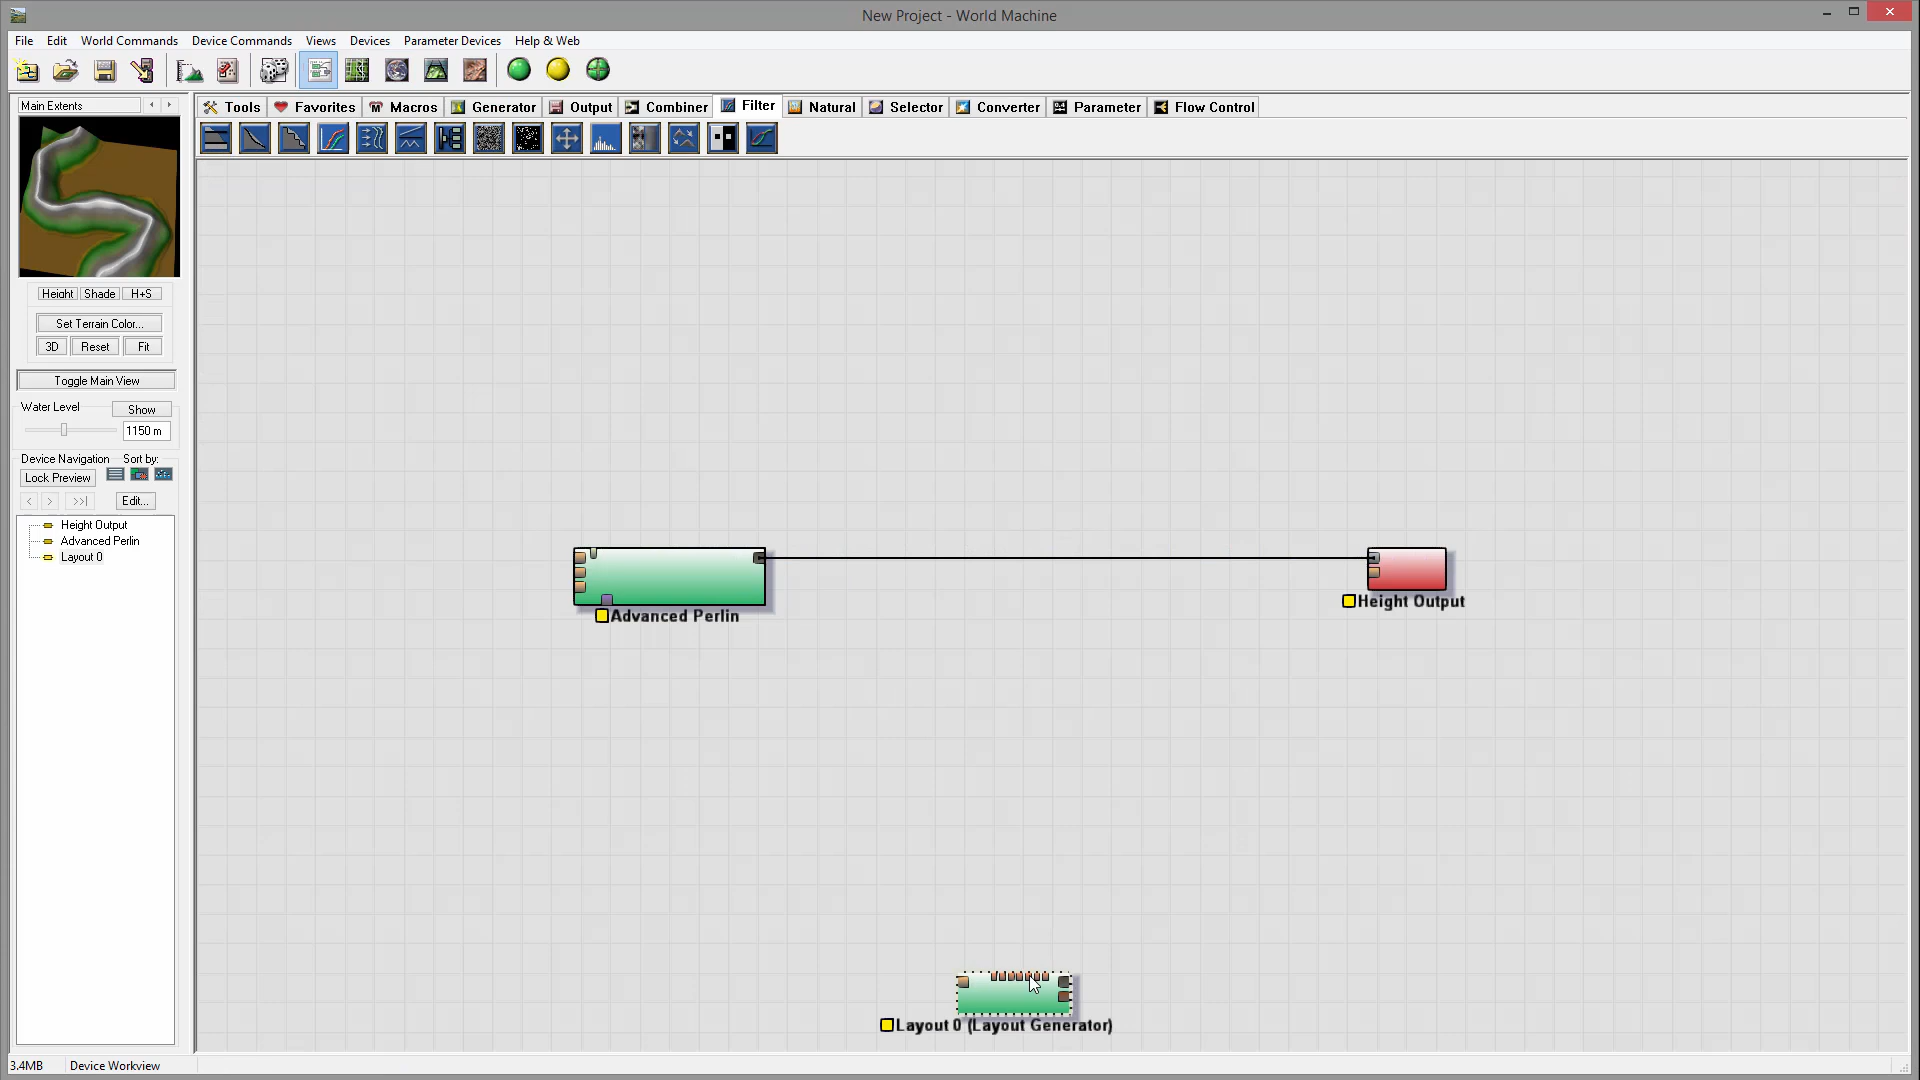 New Project - World Machine
File Edit World Commands Device Commands Views Devices Parameter Devices Help & Web
Main Extents
Tools Favorites Macros Generator Output Combiner Filter Natural Selector Converter Parameter Flow Control
Height Shade H+S
Set Terrain Color...
3D Reset Fit
Toggle Main View
Water Level Show
1150 m
Device Navigation Sort by:
Lock Preview
< > >>| Edit...
Height Output
Advanced Perlin
Layout 0
Advanced Perlin
Height Output
Layout 0 (Layout Generator)
3.4MB Device Workview